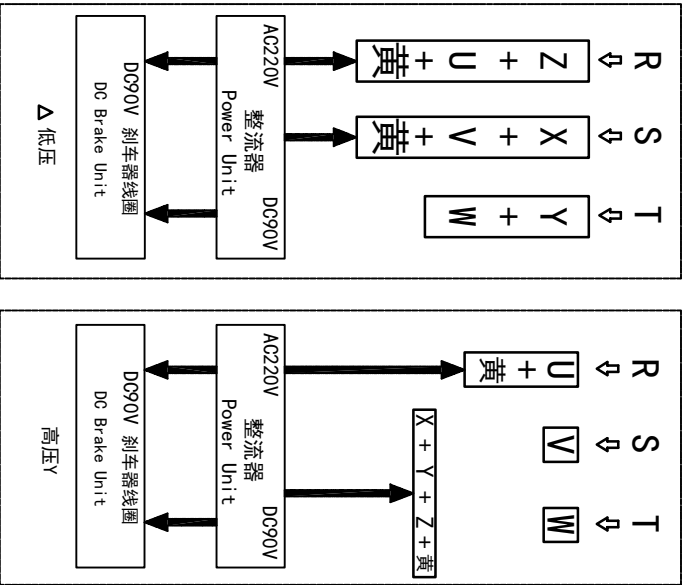 R S T
Z + U + 黄
X + V + 黄
Y + W
AC220V DC90V
整流器
Power Unit
DC90V 刹车器线圈
DC Brake Unit
Δ 低压
R S T
U + 黄
V
W
X + Y + Z + 黄
AC220V DC90V
整流器
Power Unit
DC90V 刹车器线圈
DC Brake Unit
高压Y